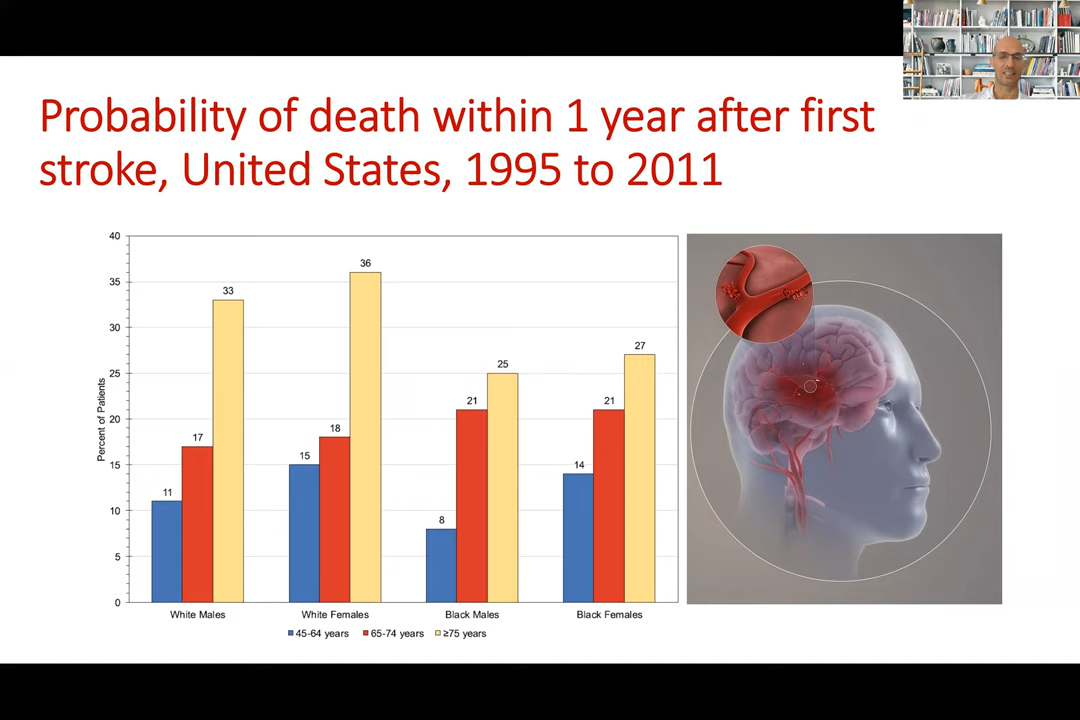 Probability of death within 1 year after first
stroke, United States, 1995 to 2011
Percent of Patients
40
35
30
25
20
15
10
5
0
11
17
33
15
18
36
8
21
25
14
21
27
White Males
White Females
Black Males
Black Females
45-64 years
65-74 years
≥75 years